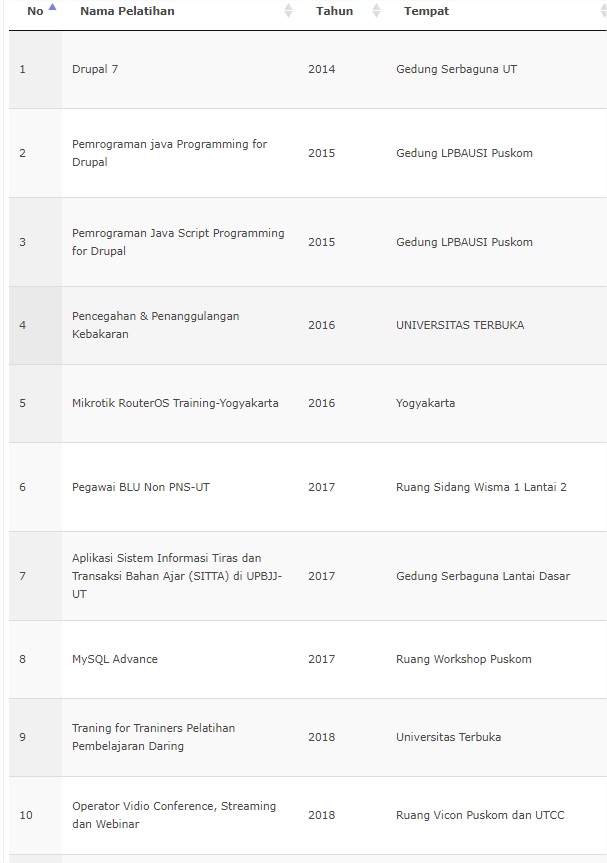 No Nama Pelatihan Tahun Tempat
1 Drupal 7 2014 Gedung Serbaguna UT
2 Pemrograman java Programming for
Drupal 2015 Gedung LPBAUSI Puskom
3 Pemrograman Java Script Programming
for Drupal 2015 Gedung LPBAUSI Puskom
4 Pencegahan & Penanggulangan
Kebakaran 2016 UNIVERSITAS TERBUKA
5 Mikrotik RouterOS Training-Yogyakarta 2016 Yogyakarta
6 Pegawai BLU Non PNS-UT 2017 Ruang Sidang Wisma 1 Lantai 2
7 Aplikasi Sistem Informasi Tiras dan
Transaksi Bahan Ajar (SITTA) di UPBJJ-
UT 2017 Gedung Serbaguna Lantai Dasar
8 MySQL Advance 2017 Ruang Workshop Puskom
9 Traning for Traniners Pelatihan
Pembelajaran Daring 2018 Universitas Terbuka
10 Operator Vidio Conference, Streaming
dan Webinar 2018 Ruang Vicon Puskom dan UTCC